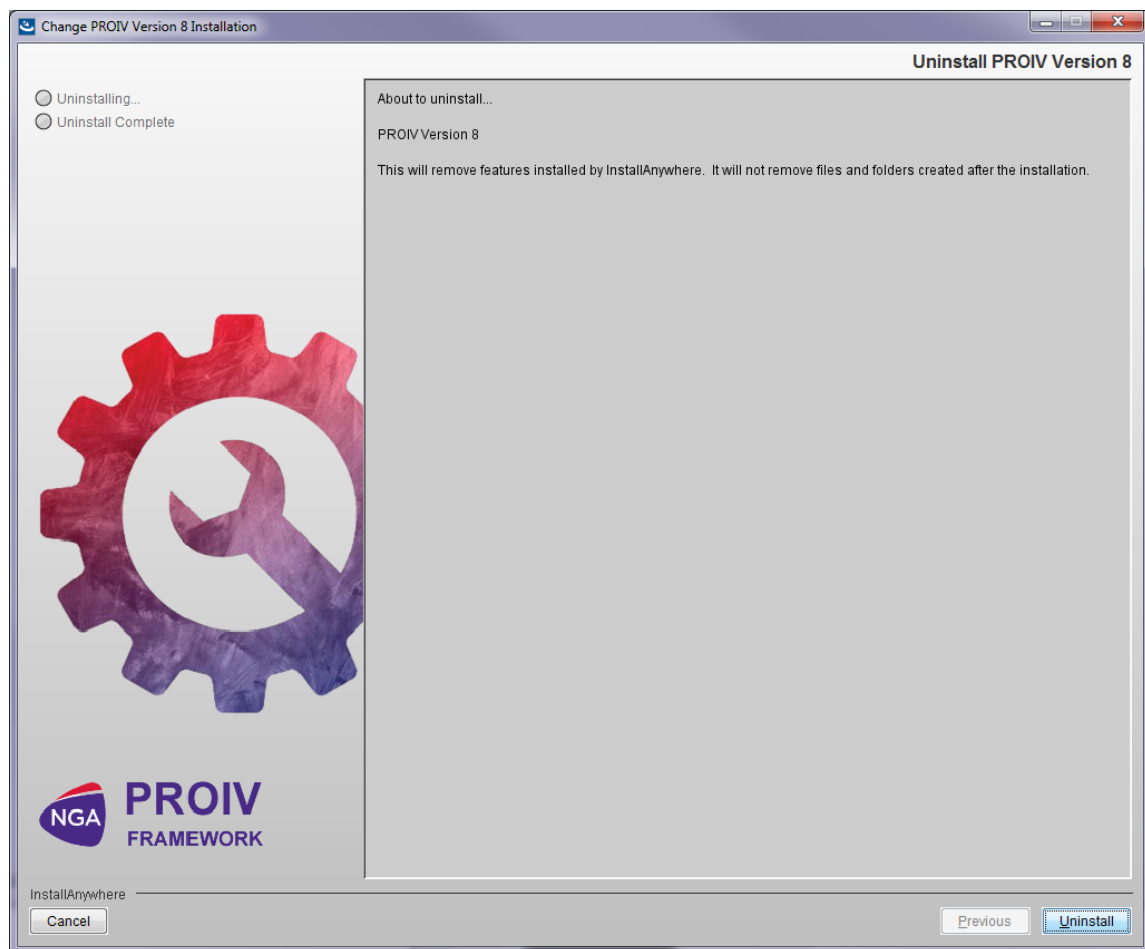 Change PROIV Version 8 Installation
Uninstall PROIV Version 8
Uninstalling...
Uninstall Complete
About to uninstall...
PROIV Version 8
This will remove features installed by InstallAnywhere.  It will not remove files and folders created after the installation.
NGA
PROIV
FRAMEWORK
InstallAnywhere
Cancel
Previous
Uninstall